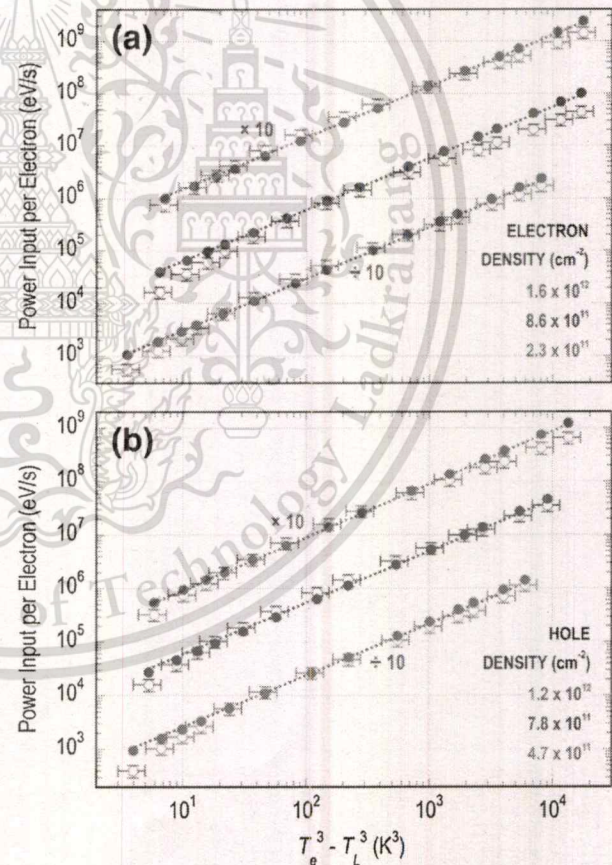 (a)
10⁹
10⁸
10⁷
10⁶
10⁵
10⁴
10³
Power Input per Electron (eV/s)
× 10
÷ 10
ELECTRON
DENSITY (cm⁻²)
1.6 x 10¹²
8.6 x 10¹¹
2.3 x 10¹¹
(b)
10⁹
10⁸
10⁷
10⁶
10⁵
10⁴
10³
Power Input per Electron (eV/s)
× 10
÷ 10
HOLE
DENSITY (cm⁻²)
1.2 x 10¹²
7.8 x 10¹¹
4.7 x 10¹¹
10¹ 10² 10³ 10⁴
Tₑ³ - T_L³ (K³)
of Technology Ladkrabang